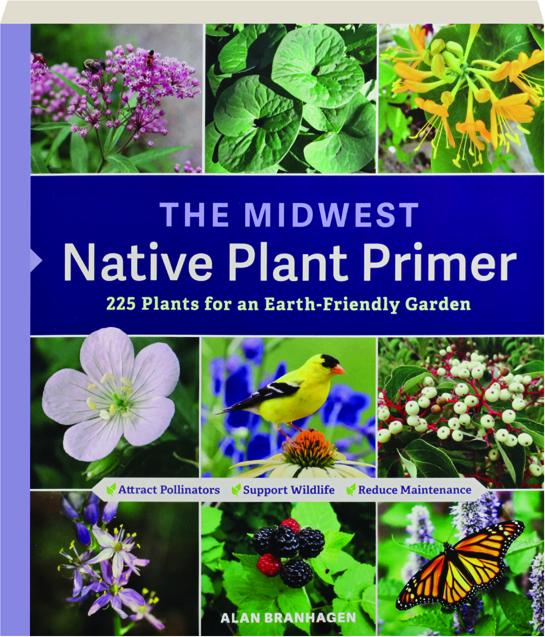 THE MIDWEST
Native Plant Primer
225 Plants for an Earth-Friendly Garden
Attract Pollinators Support Wildlife Reduce Maintenance
ALAN BRANHAGEN